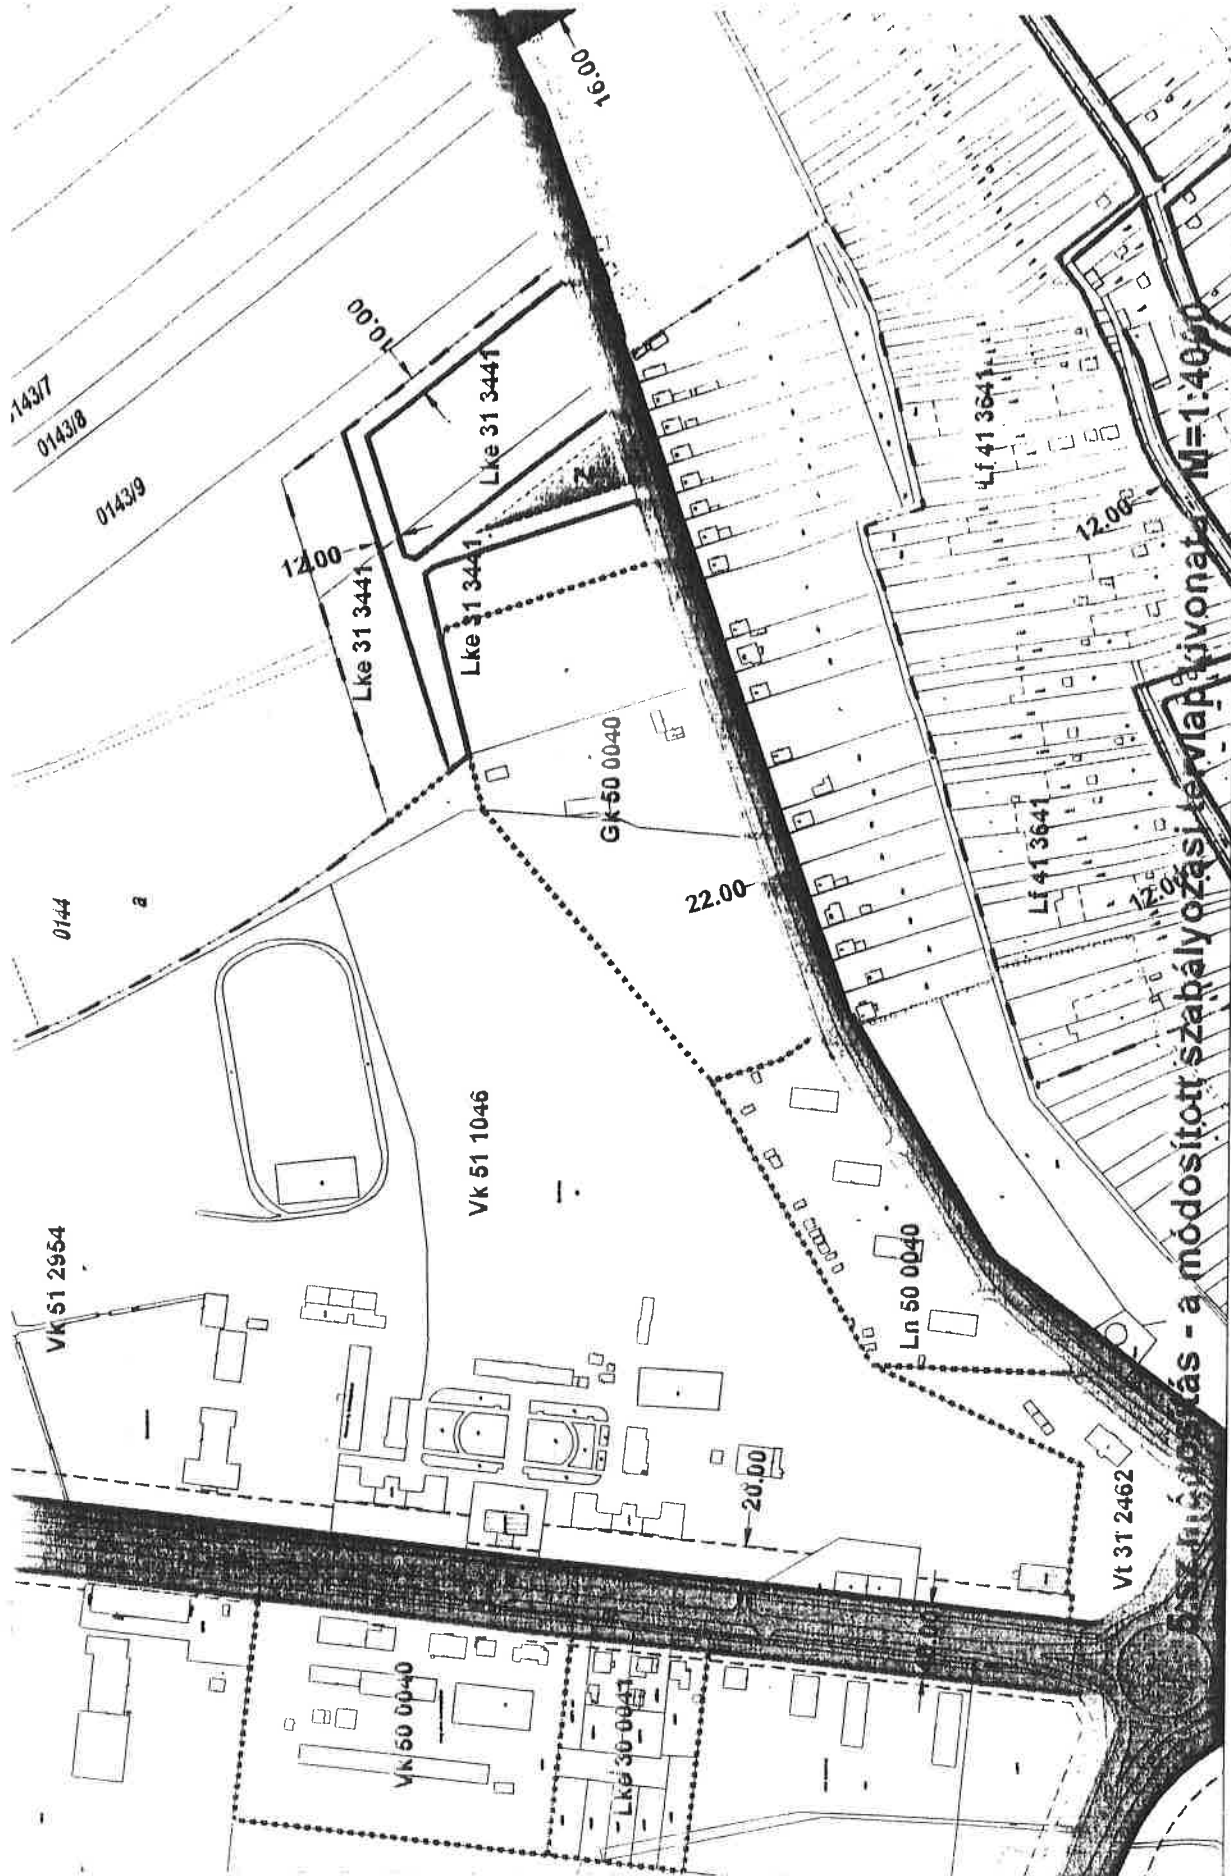 0143/8
0143/9
16.00
10.00
Lke 31 3441
12.00
Lke 31 3441
Lke 31 3441
Z
Lf 41 3641
12.00
0144
a
Gk 50 0040
22.00
Lf 41 3641
12.00
Vk 51 2954
Vk 51 1046
Ln 50 0040
20.00
Vt 31 2462
Vk 50 0040
Lke 30 0041
- a módosított szabályozási tervlap kivonata M=1:4000